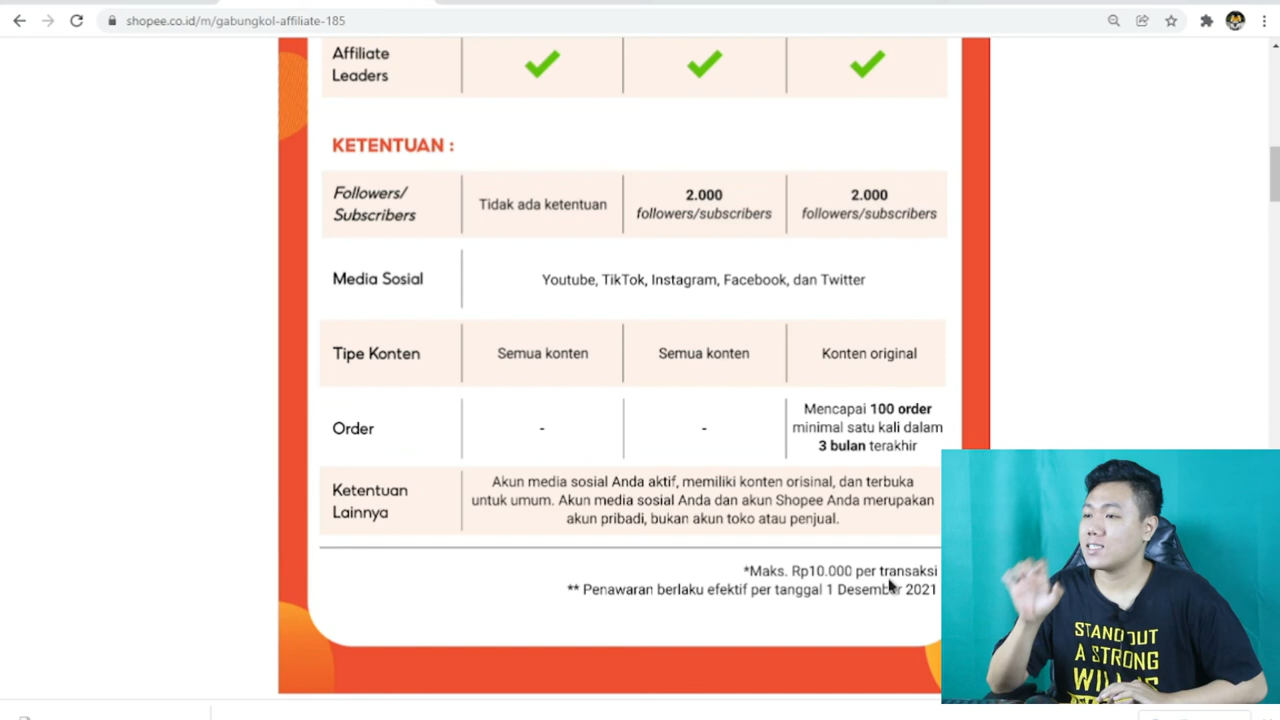 shopee.co.id/m/gabungkol-affiliate-185
Affiliate
Leaders
KETENTUAN :
Followers/
Subscribers
Tidak ada ketentuan
2.000
followers/subscribers
2.000
followers/subscribers
Media Sosial
Youtube, TikTok, Instagram, Facebook, dan Twitter
Tipe Konten
Semua konten
Semua konten
Konten original
Order
-
-
Mencapai 100 order
minimal satu kali dalam
3 bulan terakhir
Ketentuan
Lainnya
Akun media sosial Anda aktif, memiliki konten orisinal, dan terbuka
untuk umum. Akun media sosial Anda dan akun Shopee Anda merupakan
akun pribadi, bukan akun toko atau penjual.
*Maks. Rp10.000 per transaksi
** Penawaran berlaku efektif per tanggal 1 Desember 2021
STAND OUT
A STRONG